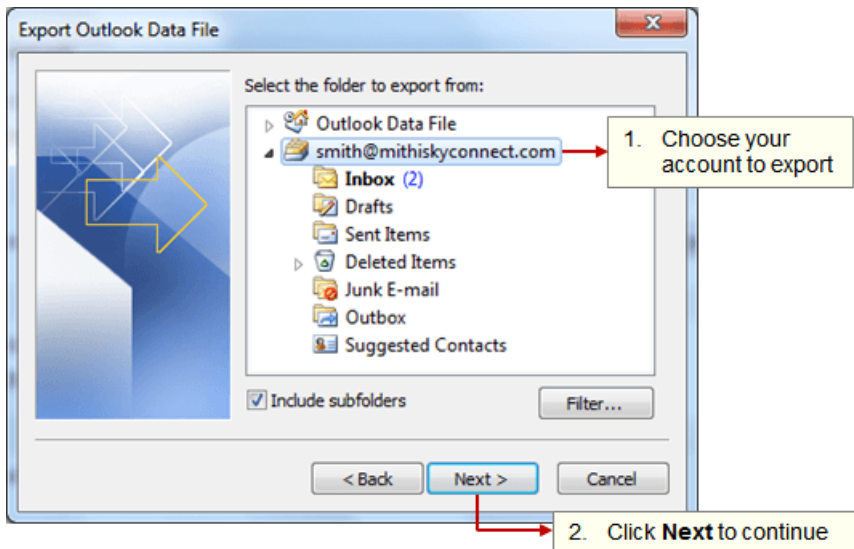 Export Outlook Data File
Select the folder to export from:
Outlook Data File
smith@mithiskyconnect.com
Inbox (2)
Drafts
Sent Items
Deleted Items
Junk E-mail
Outbox
Suggested Contacts
Include subfolders
Filter...
< Back
Next >
Cancel
1. Choose your
account to export
2. Click Next to continue